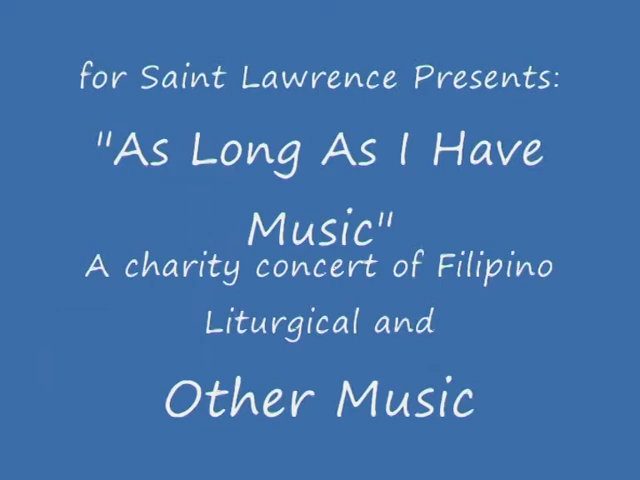 for Saint Lawrence Presents:
"As Long As I Have
Music"
A charity concert of Filipino
Liturgical and
Other Music